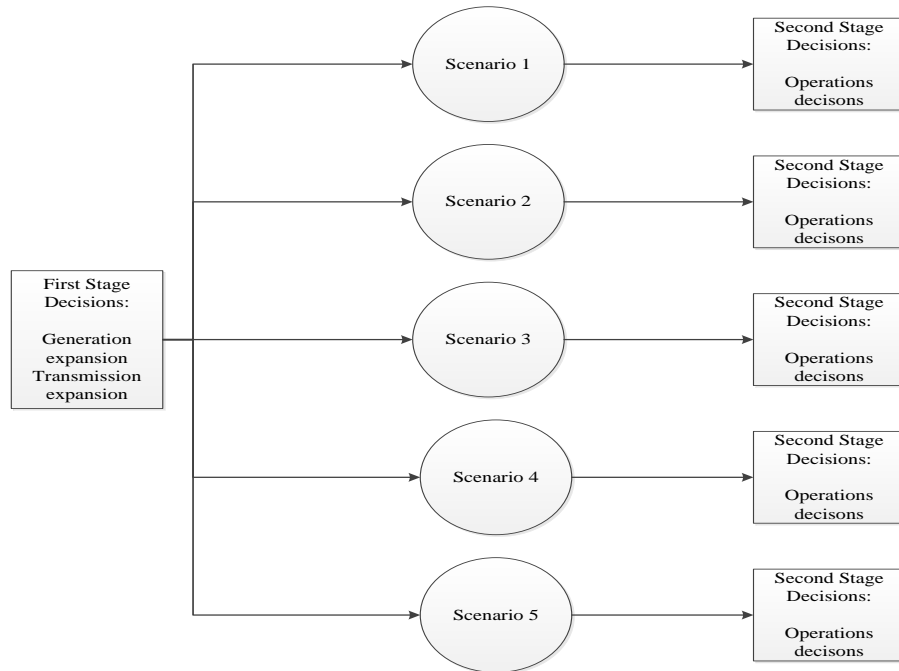 First Stage
Decisions:
Generation
expansion
Transmission
expansion
Scenario 1
Second Stage
Decisions:
Operations
decisons
Scenario 2
Second Stage
Decisions:
Operations
decisons
Scenario 3
Second Stage
Decisions:
Operations
decisons
Scenario 4
Second Stage
Decisions:
Operations
decisons
Scenario 5
Second Stage
Decisions:
Operations
decisons